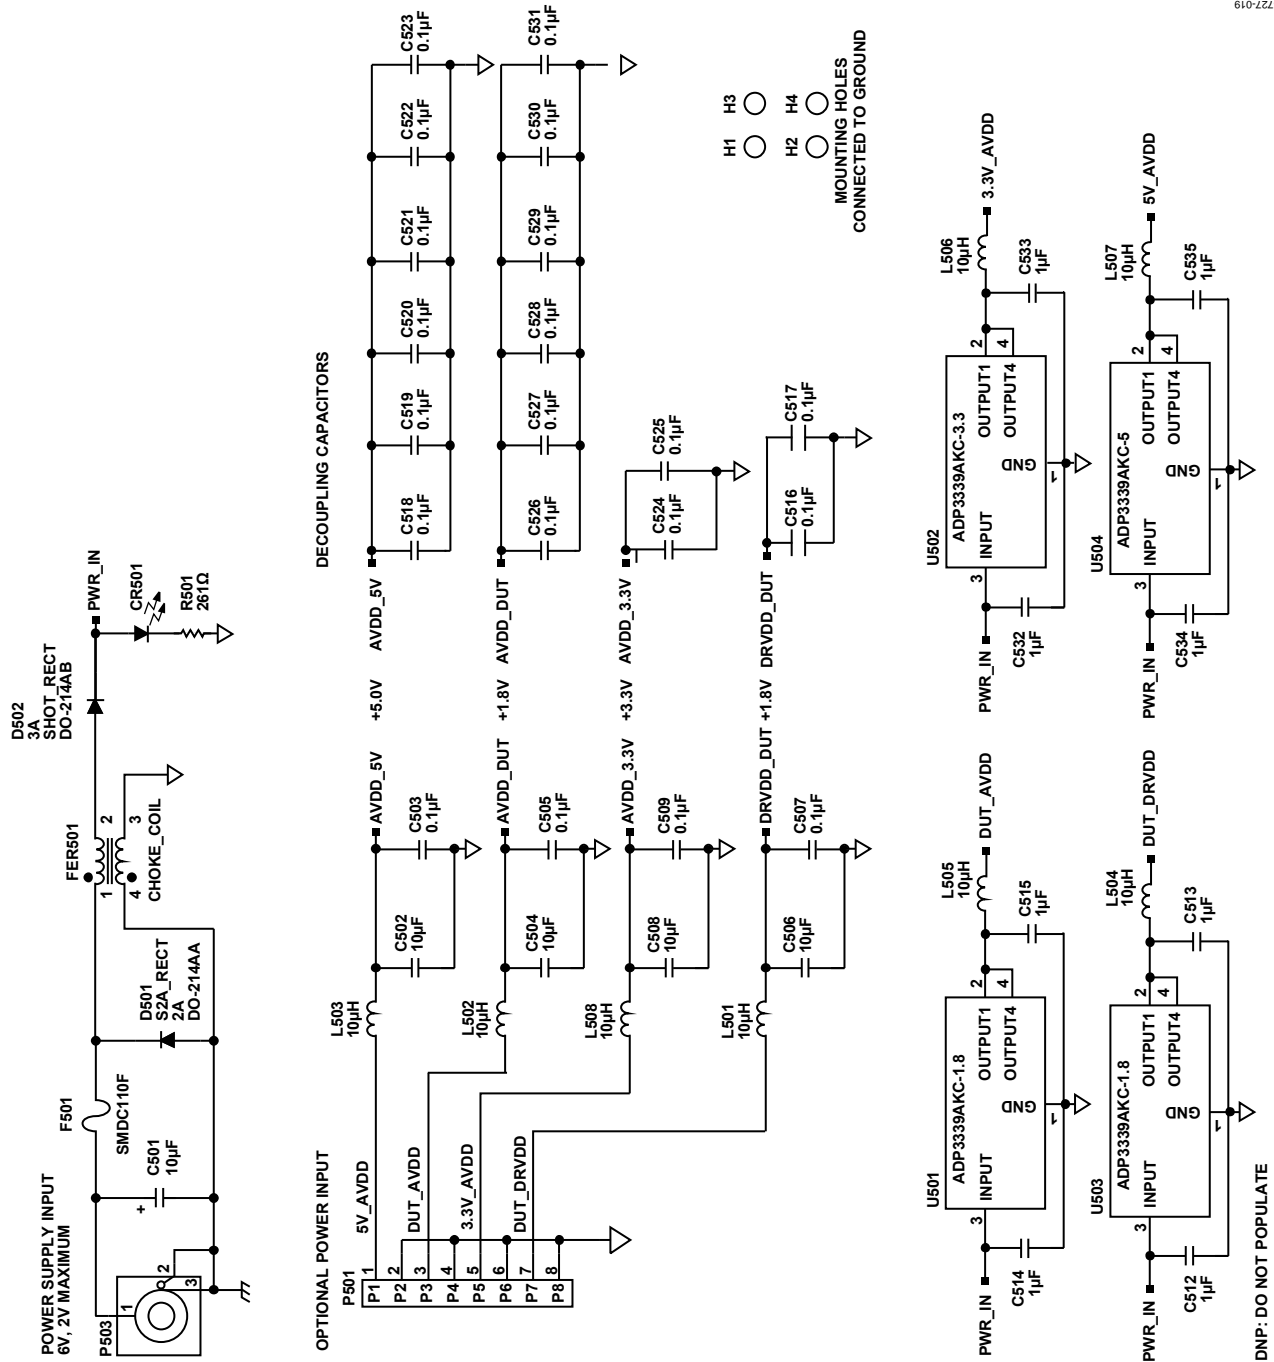 POWER SUPPLY INPUT
6V, 2V MAXIMUM
P503
1
2
3
C501
10µF
+
F501
SMDC110F
D501
S2A_RECT
2A
DO-214AA
FER501
1
2
4
3
CHOKE_COIL
D502
3A
SHOT_RECT
DO-214AB
PWR_IN
CR501
R501
261Ω
OPTIONAL POWER INPUT
P501
P1 1
P2 2
P3 3
P4 4
P5 5
P6 6
P7 7
P8 8
5V_AVDD
DUT_AVDD
3.3V_AVDD
DUT_DRVDD
L503
10µH
C502
10µF
C503
0.1µF
AVDD_5V
L502
10µH
C504
10µF
C505
0.1µF
AVDD_DUT
L508
10µH
C508
10µF
C509
0.1µF
AVDD_3.3V
L501
10µH
C506
10µF
C507
0.1µF
DRVDD_DUT
DECOUPLING CAPACITORS
+5.0V AVDD_5V
C518
0.1µF
C519
0.1µF
C520
0.1µF
C521
0.1µF
C522
0.1µF
C523
0.1µF
+1.8V AVDD_DUT
C526
0.1µF
C527
0.1µF
C528
0.1µF
C529
0.1µF
C530
0.1µF
C531
0.1µF
+3.3V AVDD_3.3V
C524
0.1µF
C525
0.1µF
+1.8V DRVDD_DUT
C516
0.1µF
C517
0.1µF
H1
H3
H2
H4
MOUNTING HOLES
CONNECTED TO GROUND
U501
ADP3339AKC-1.8
PWR_IN
3
INPUT
OUTPUT1
OUTPUT4
2
4
GND
1
C514
1µF
C515
1µF
L505
10µH
DUT_AVDD
U502
ADP3339AKC-3.3
PWR_IN
3
INPUT
OUTPUT1
OUTPUT4
2
4
GND
1
C532
1µF
C533
1µF
L506
10µH
3.3V_AVDD
U503
ADP3339AKC-1.8
PWR_IN
3
INPUT
OUTPUT1
OUTPUT4
2
4
GND
1
C512
1µF
C513
1µF
L504
10µH
DUT_DRVDD
U504
ADP3339AKC-5
PWR_IN
3
INPUT
OUTPUT1
OUTPUT4
2
4
GND
1
C534
1µF
C535
1µF
L507
10µH
5V_AVDD
DNP: DO NOT POPULATE
727-019